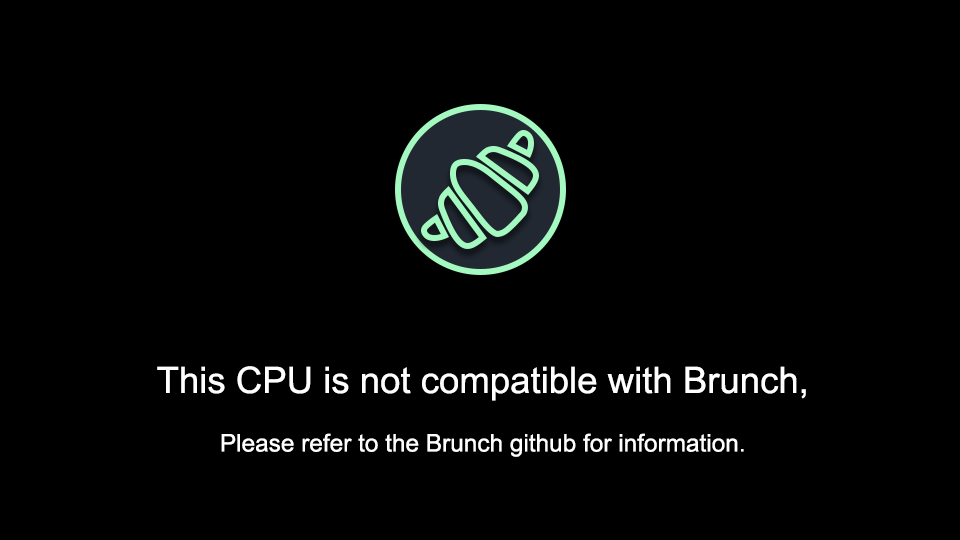 This CPU is not compatible with Brunch,
Please refer to the Brunch github for information.